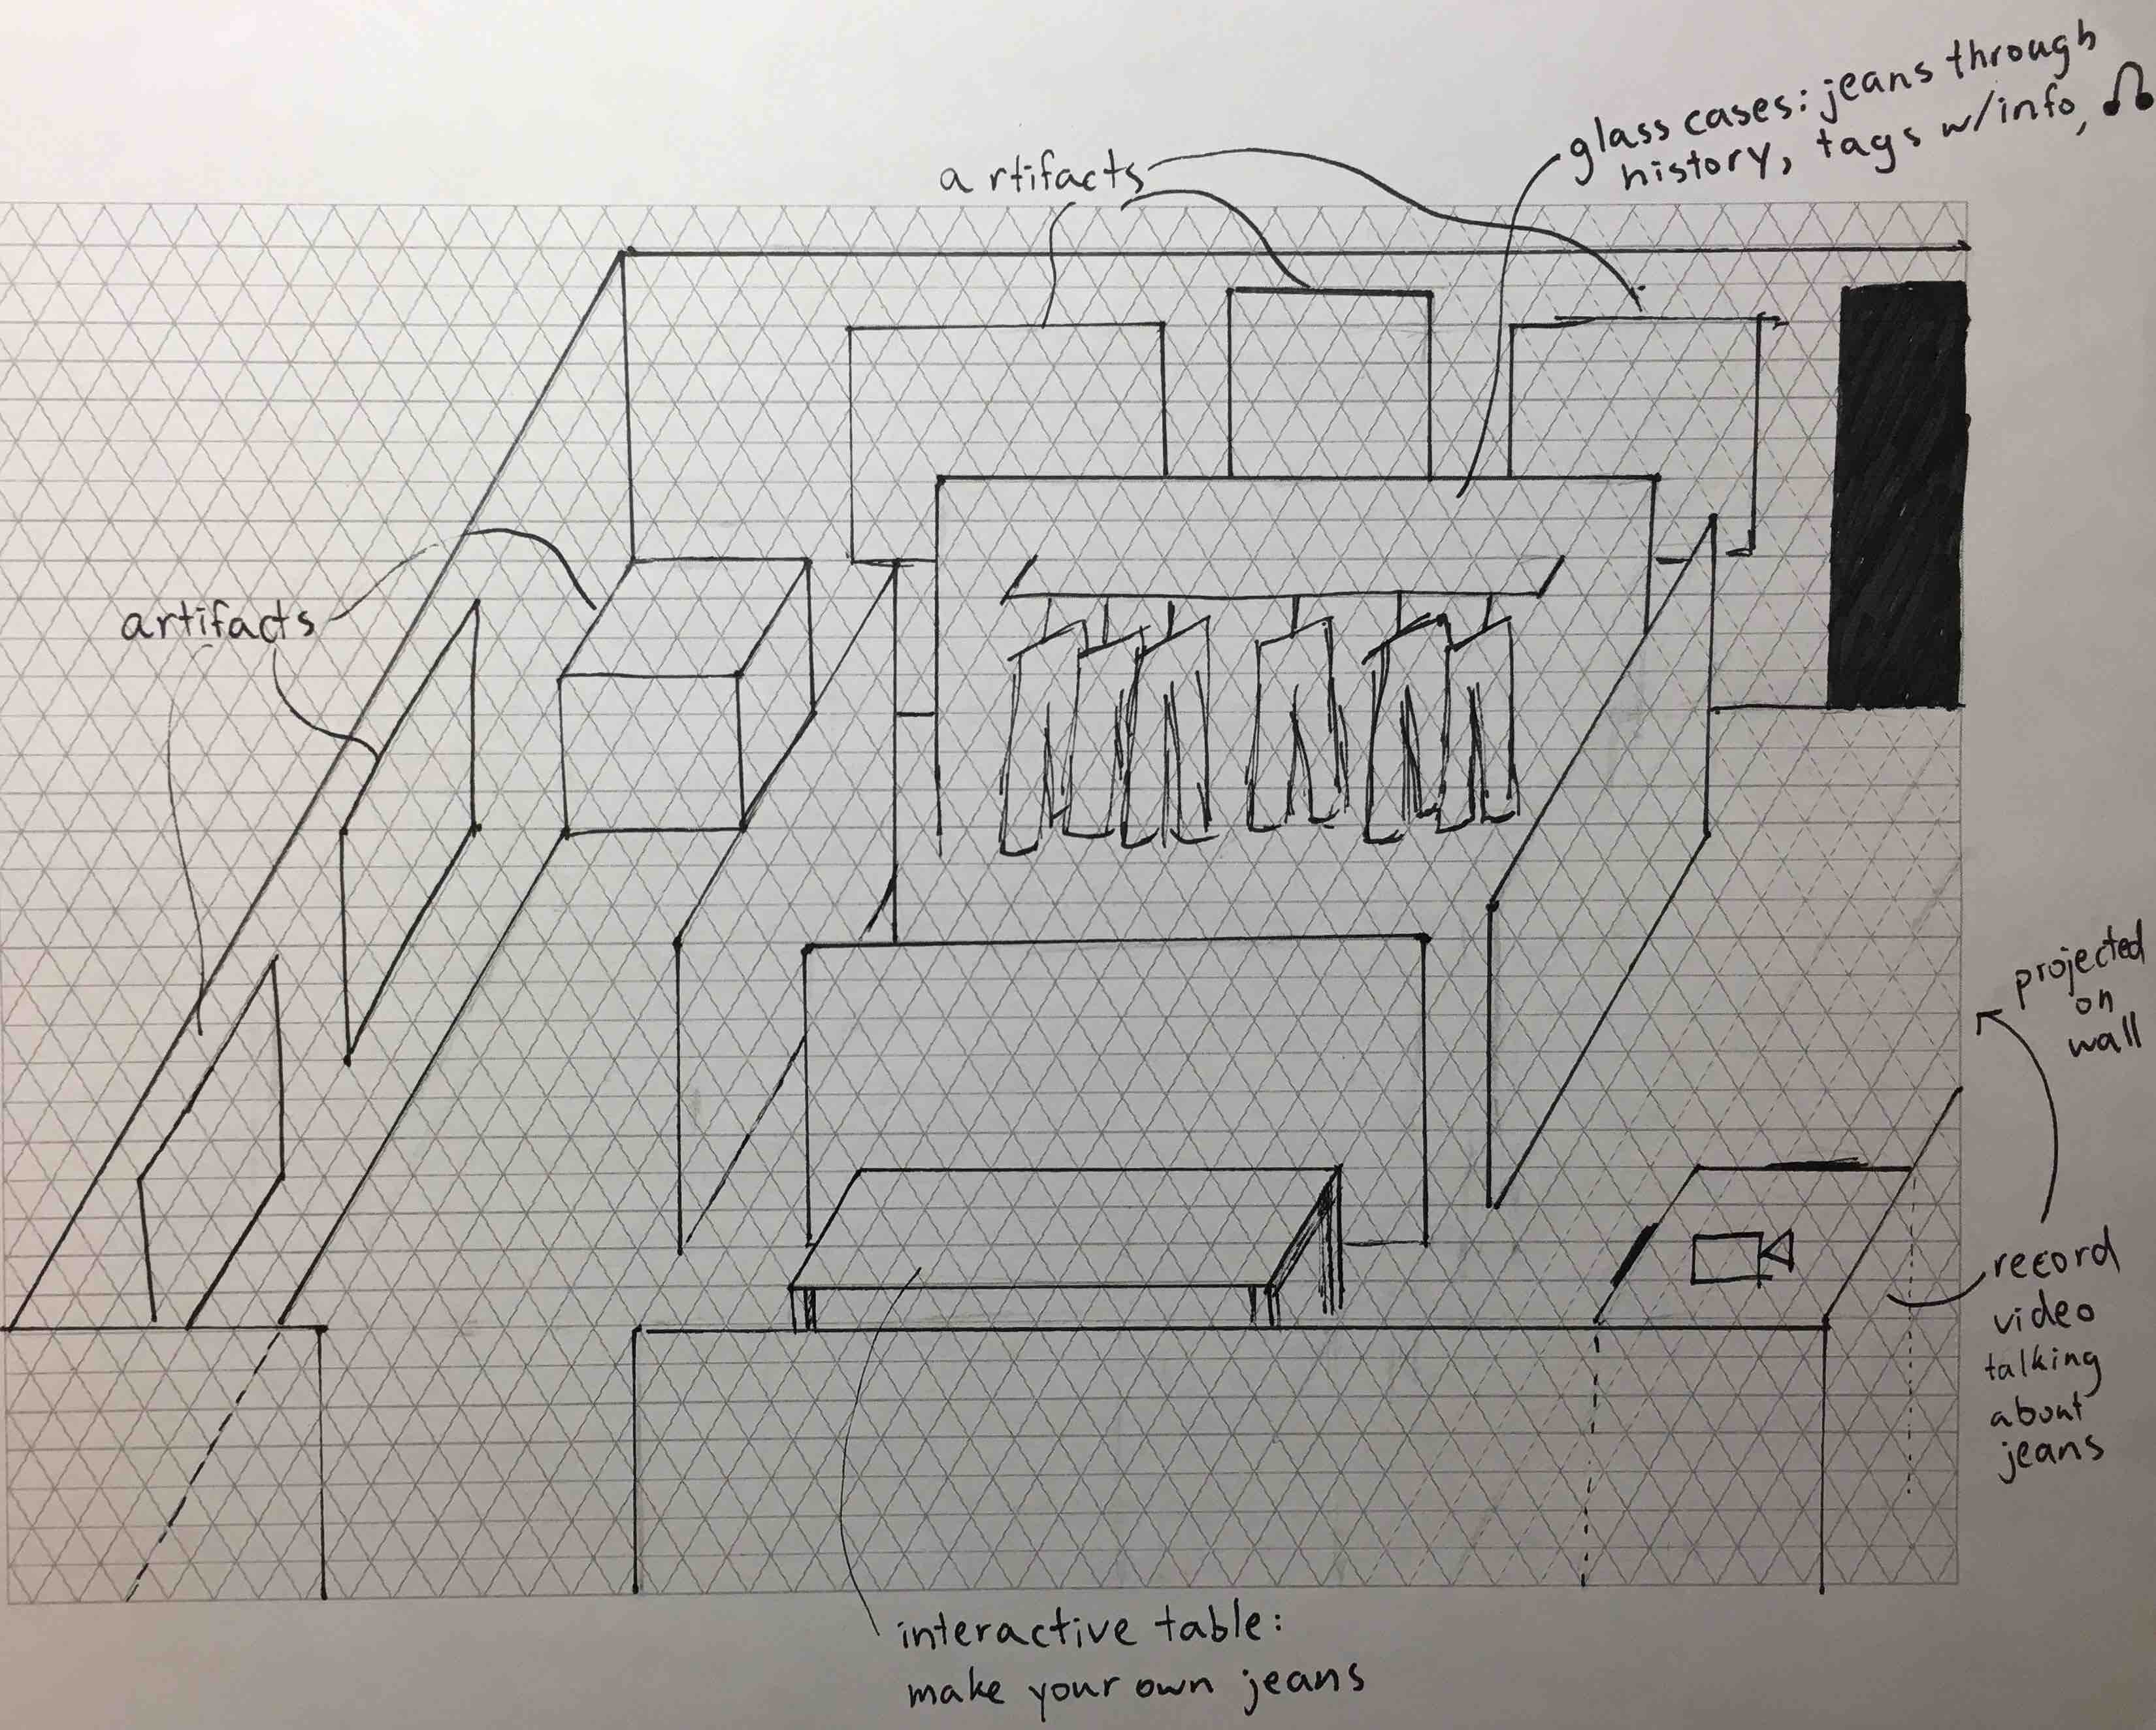 glass cases: jeans through
history, tags w/info,
artifacts
artifacts
projected
on
wall
record
video
talking
about
jeans
interactive table:
make your own jeans